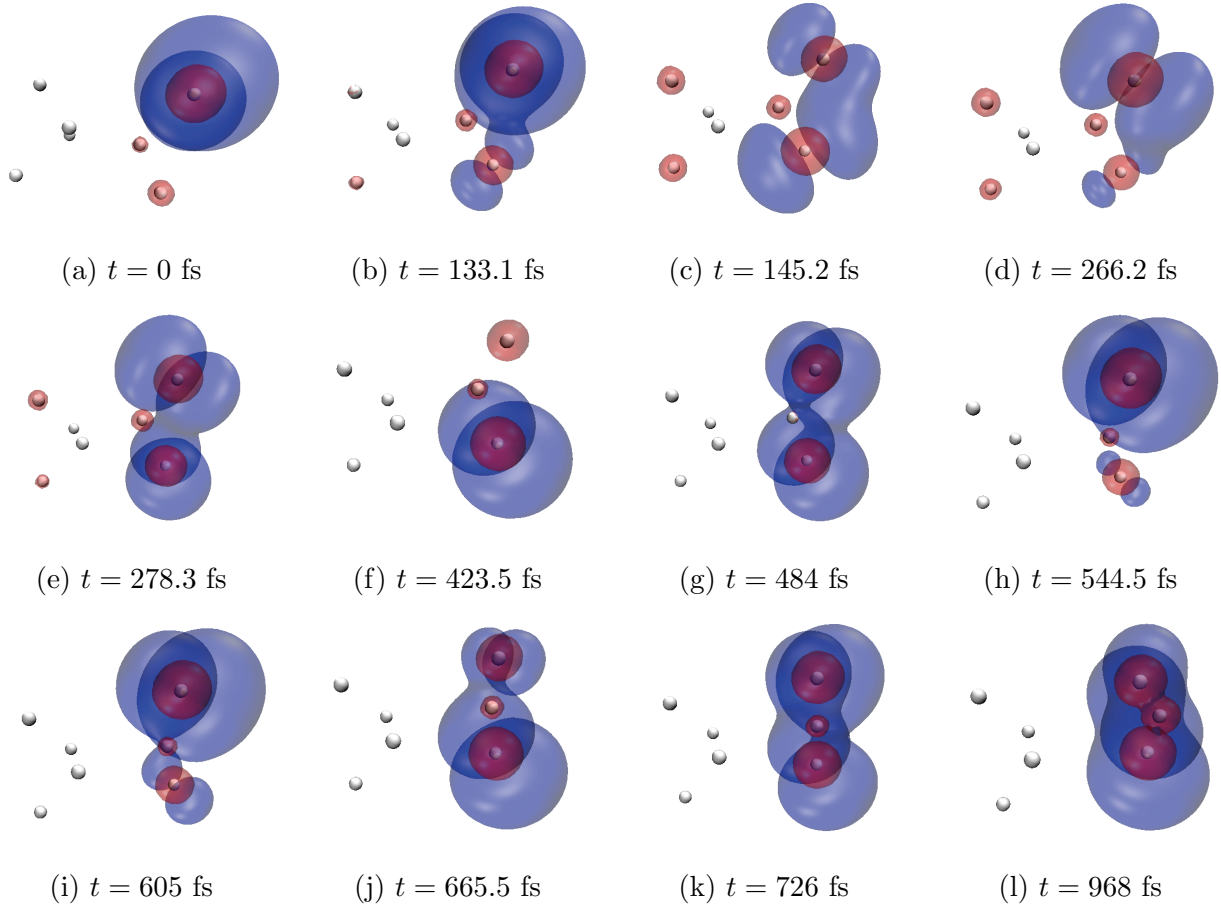 (a) t = 0 fs
(b) t = 133.1 fs
(c) t = 145.2 fs
(d) t = 266.2 fs
(e) t = 278.3 fs
(f) t = 423.5 fs
(g) t = 484 fs
(h) t = 544.5 fs
(i) t = 605 fs
(j) t = 665.5 fs
(k) t = 726 fs
(l) t = 968 fs